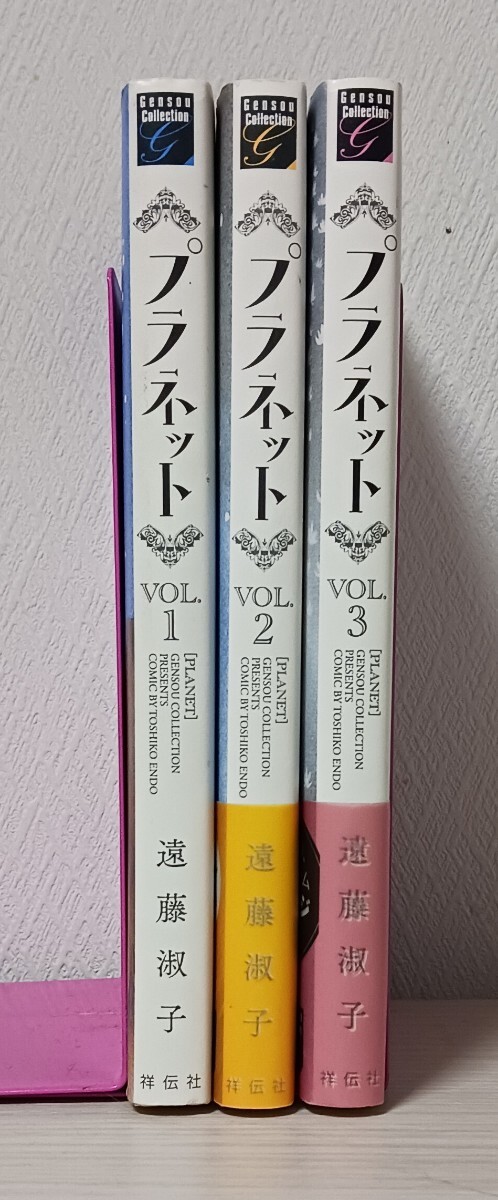 Gensou
Collection
G
プラネット
VOL.
1
[PLANET]
GENSOU COLLECTION
PRESENTS
COMIC BY TOSHIKO ENDO
遠藤淑子
祥伝社
Gensou
Collection
G
プラネット
VOL.
2
[PLANET]
GENSOU COLLECTION
PRESENTS
COMIC BY TOSHIKO ENDO
遠藤淑子
祥伝社
Gensou
Collection
G
プラネット
VOL.
3
[PLANET]
GENSOU COLLECTION
PRESENTS
COMIC BY TOSHIKO ENDO
遠藤淑子
祥伝社